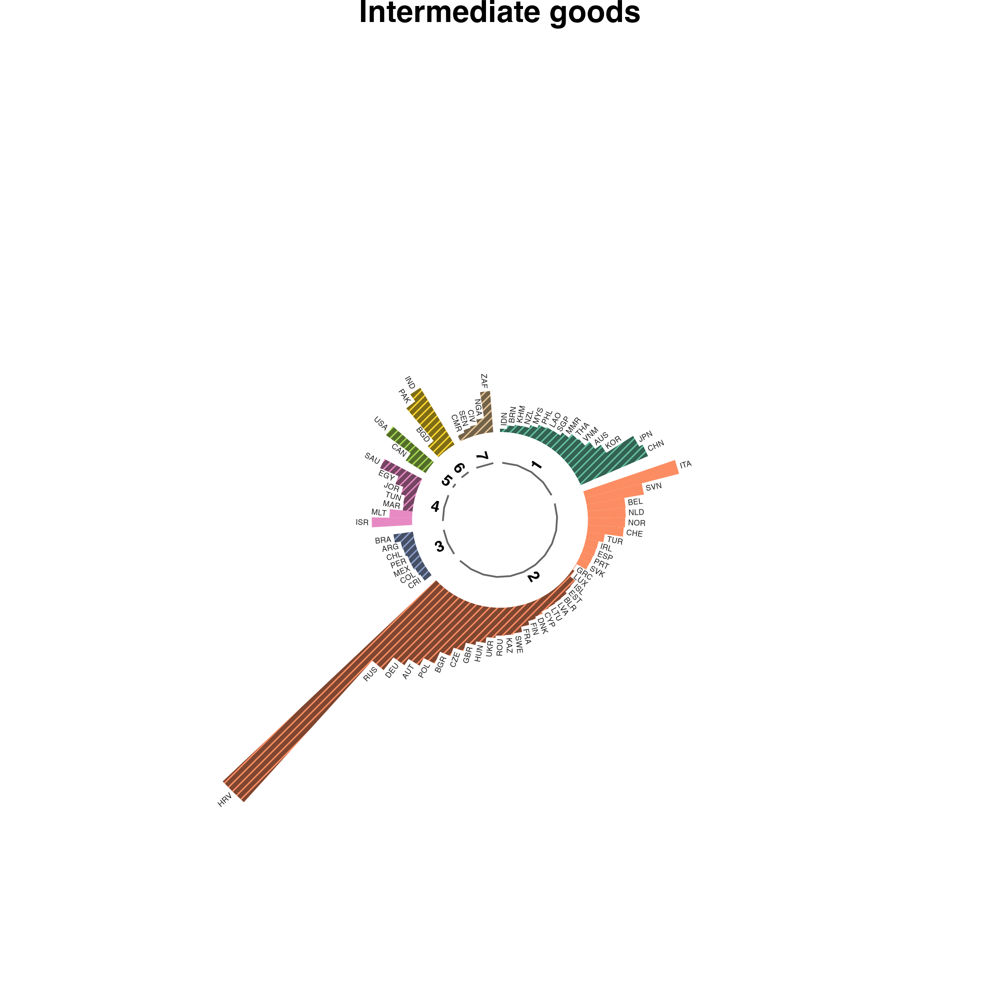 Intermediate goods
IDN
BRN
KHM
NZL
MYS
PHL
LAO
SGP
MMR
THA
VNM
AUS
KOR
JPN
CHN
ITA
SVN
BEL
NLD
NOR
CHE
TUR
IRL
ESP
PRT
SVK
GRC
LUX
ISL
EST
BLR
LVA
LTU
CYP
DNK
FIN
FRA
SWE
KAZ
ROU
UKR
HUN
GBR
CZE
BGR
POL
AUT
DEU
RUS
HRV
CRI
COL
MEX
PER
CHL
ARG
BRA
ISR
MLT
MAR
TUN
JOR
EGY
SAU
CAN
USA
BGD
PAK
IND
CMR
SEN
CIV
NGA
ZAF
1
2
3
4
5
6
7